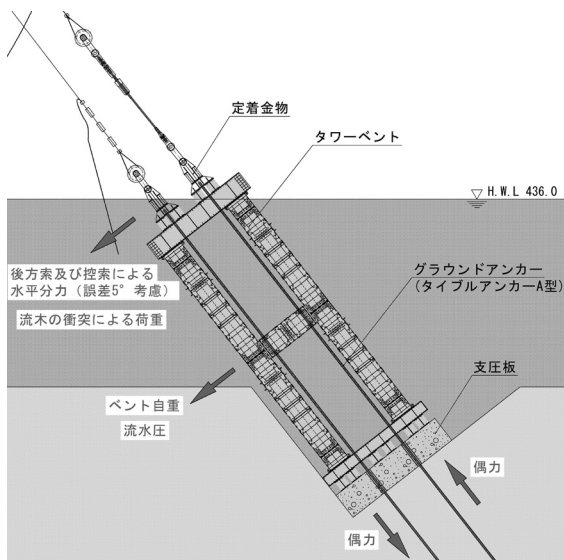 定着金物
タワーベント
H.W.L 436.0
グラウンドアンカー
(タイブルアンカーA型)
後方索及び控索による
水平分力(誤差5°考慮)
流木の衝突による荷重
支圧板
ベント自重
流水圧
偶力
偶力